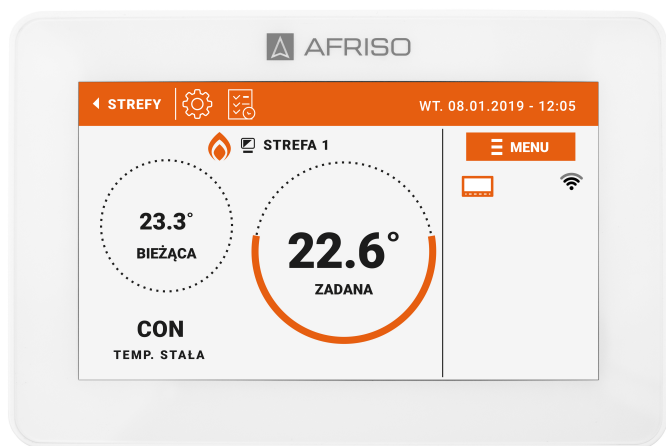 AFRISO
STREFY
WT. 08.01.2019 - 12:05
STREFA 1
MENU
23.3°
BIEŻĄCA
22.6°
ZADANA
CON
TEMP. STAŁA